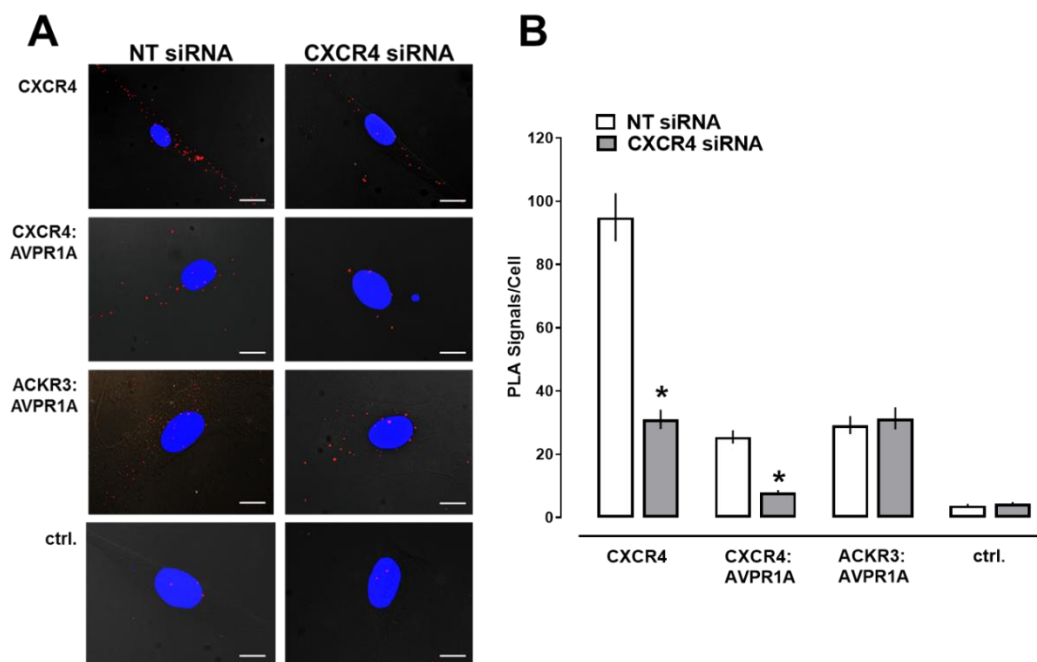 A
NT siRNA
CXCR4 siRNA
CXCR4
CXCR4:
AVPR1A
ACKR3:
AVPR1A
ctrl.
B
NT siRNA
CXCR4 siRNA
PLA Signals/Cell
120
100
80
60
40
20
0
*
*
CXCR4
CXCR4:
AVPR1A
ACKR3:
AVPR1A
ctrl.